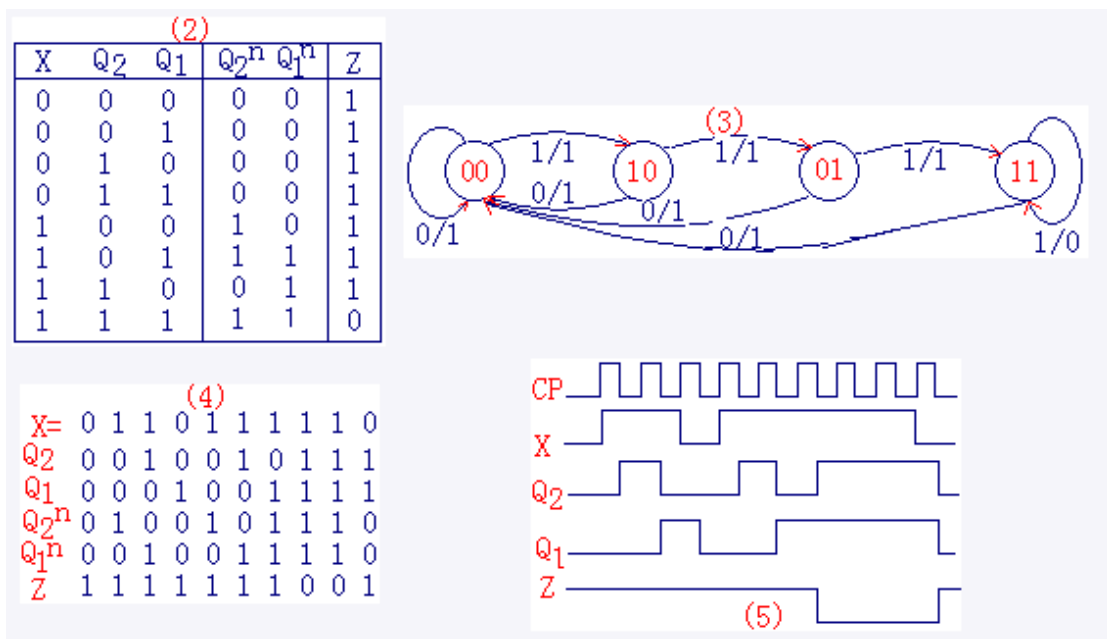 (2)
X Q2 Q1 Q2n Q1n Z
0 0 0 0 0 1
0 0 1 0 0 1
0 1 0 0 0 1
0 1 1 0 0 1
1 0 0 1 0 1
1 0 1 1 1 1
1 1 0 0 1 1
1 1 1 1 1 0
(3)
1/1 1/1 1/1
00 10 01 11
0/1 0/1
0/1 0/1 1/0
(4)
X= 0 1 1 0 1 1 1 1 1 0
Q2 0 0 1 0 0 1 0 1 1 1
Q1 0 0 0 1 0 0 1 1 1 1
Q2n 0 1 0 0 1 0 1 1 1 0
Q1n 0 0 1 0 0 1 1 1 1 0
Z 1 1 1 1 1 1 1 0 0 1
CP
X
Q2
Q1
Z
(5)